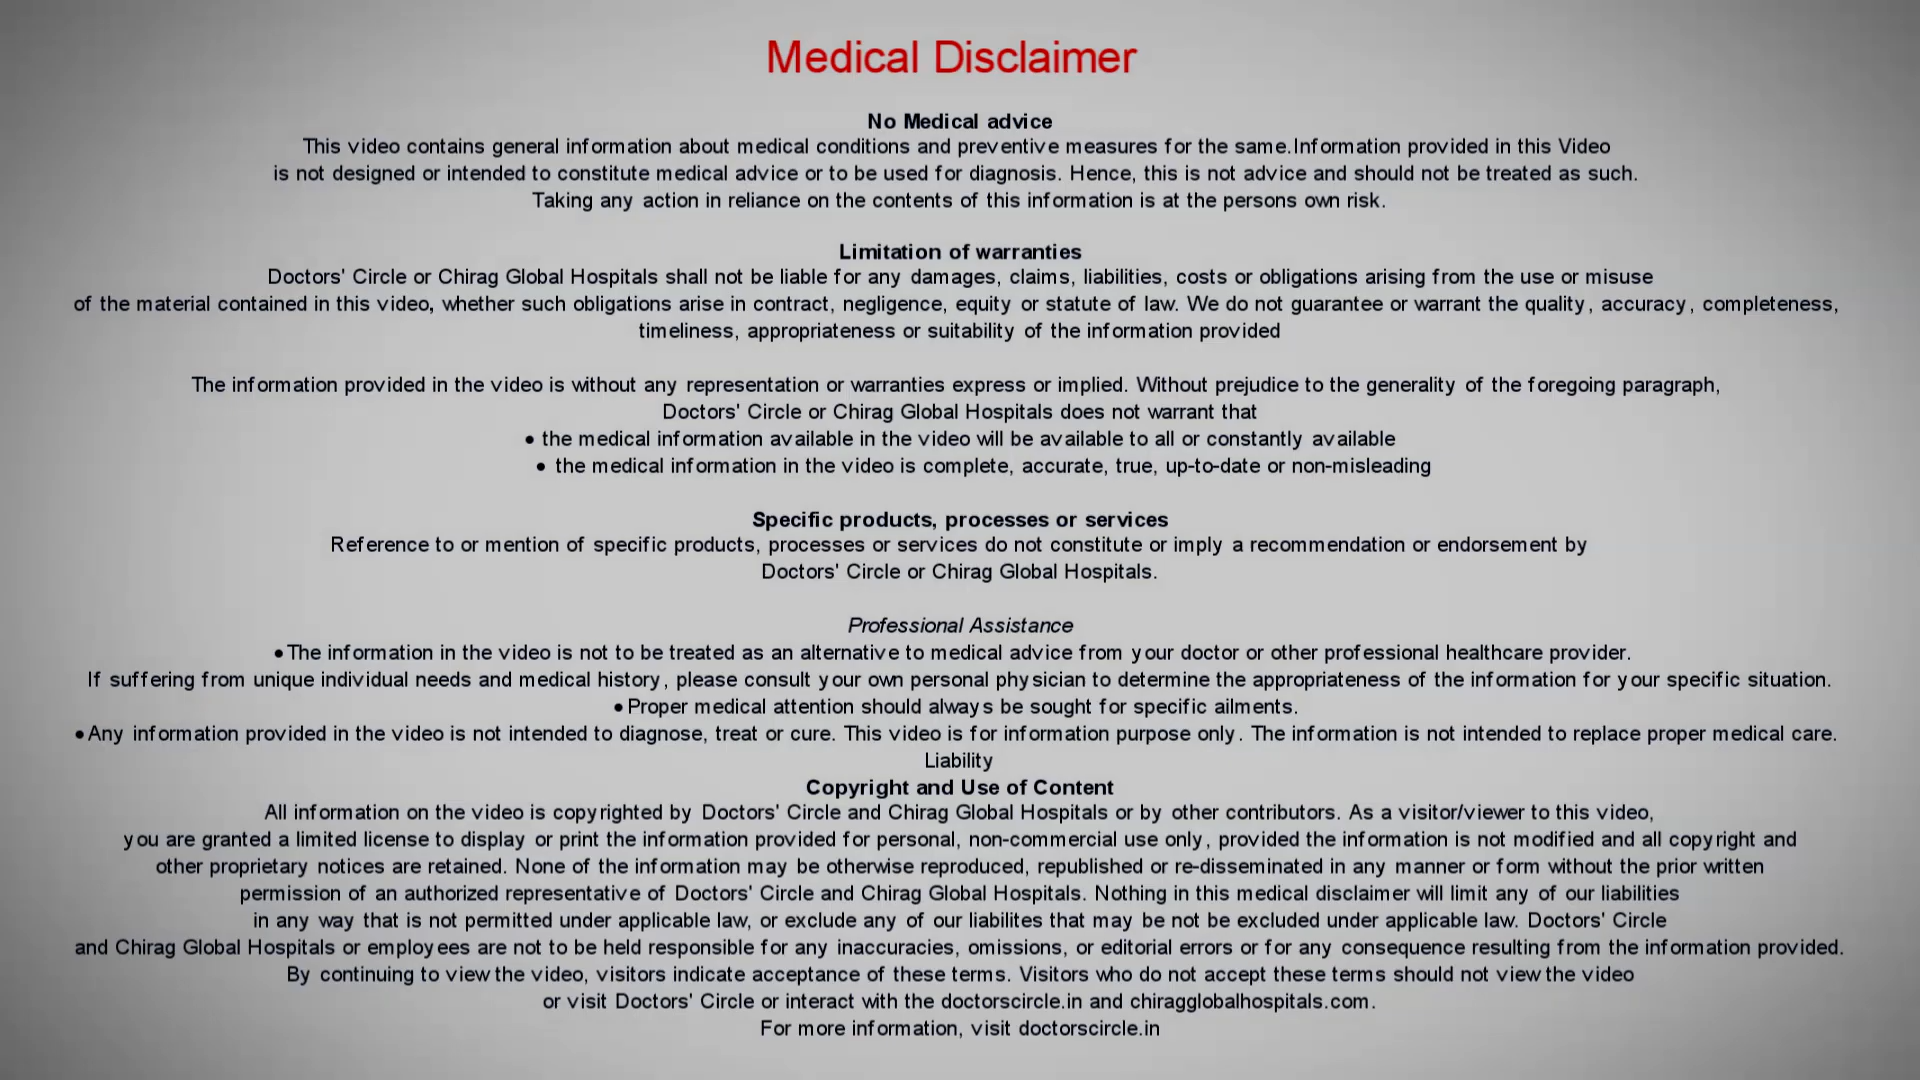 Medical Disclaimer
No Medical advice
This video contains general information about medical conditions and preventive measures for the same.Information provided in this Video
is not designed or intended to constitute medical advice or to be used for diagnosis. Hence, this is not advice and should not be treated as such.
Taking any action in reliance on the contents of this information is at the persons own risk.
Limitation of warranties
Doctors' Circle or Chirag Global Hospitals shall not be liable for any damages, claims, liabilities, costs or obligations arising from the use or misuse
of the material contained in this video, whether such obligations arise in contract, negligence, equity or statute of law. We do not guarantee or warrant the quality, accuracy, completeness,
timeliness, appropriateness or suitability of the information provided
The information provided in the video is without any representation or warranties express or implied. Without prejudice to the generality of the foregoing paragraph,
Doctors' Circle or Chirag Global Hospitals does not warrant that
• the medical information available in the video will be available to all or constantly available
• the medical information in the video is complete, accurate, true, up-to-date or non-misleading
Specific products, processes or services
Reference to or mention of specific products, processes or services do not constitute or imply a recommendation or endorsement by
Doctors' Circle or Chirag Global Hospitals.
Professional Assistance
•The information in the video is not to be treated as an alternative to medical advice from your doctor or other professional healthcare provider.
If suffering from unique individual needs and medical history, please consult your own personal physician to determine the appropriateness of the information for your specific situation.
•Proper medical attention should always be sought for specific ailments.
•Any information provided in the video is not intended to diagnose, treat or cure. This video is for information purpose only. The information is not intended to replace proper medical care.
Liability
Copyright and Use of Content
All information on the video is copyrighted by Doctors' Circle and Chirag Global Hospitals or by other contributors. As a visitor/viewer to this video,
you are granted a limited license to display or print the information provided for personal, non-commercial use only, provided the information is not modified and all copyright and
other proprietary notices are retained. None of the information may be otherwise reproduced, republished or re-disseminated in any manner or form without the prior written
permission of an authorized representative of Doctors' Circle and Chirag Global Hospitals. Nothing in this medical disclaimer will limit any of our liabilities
in any way that is not permitted under applicable law, or exclude any of our liabilites that may be not be excluded under applicable law. Doctors' Circle
and Chirag Global Hospitals or employees are not to be held responsible for any inaccuracies, omissions, or editorial errors or for any consequence resulting from the information provided.
By continuing to view the video, visitors indicate acceptance of these terms. Visitors who do not accept these terms should not view the video
or visit Doctors' Circle or interact with the doctorscircle.in and chiragglobalhospitals.com.
For more information, visit doctorscircle.in